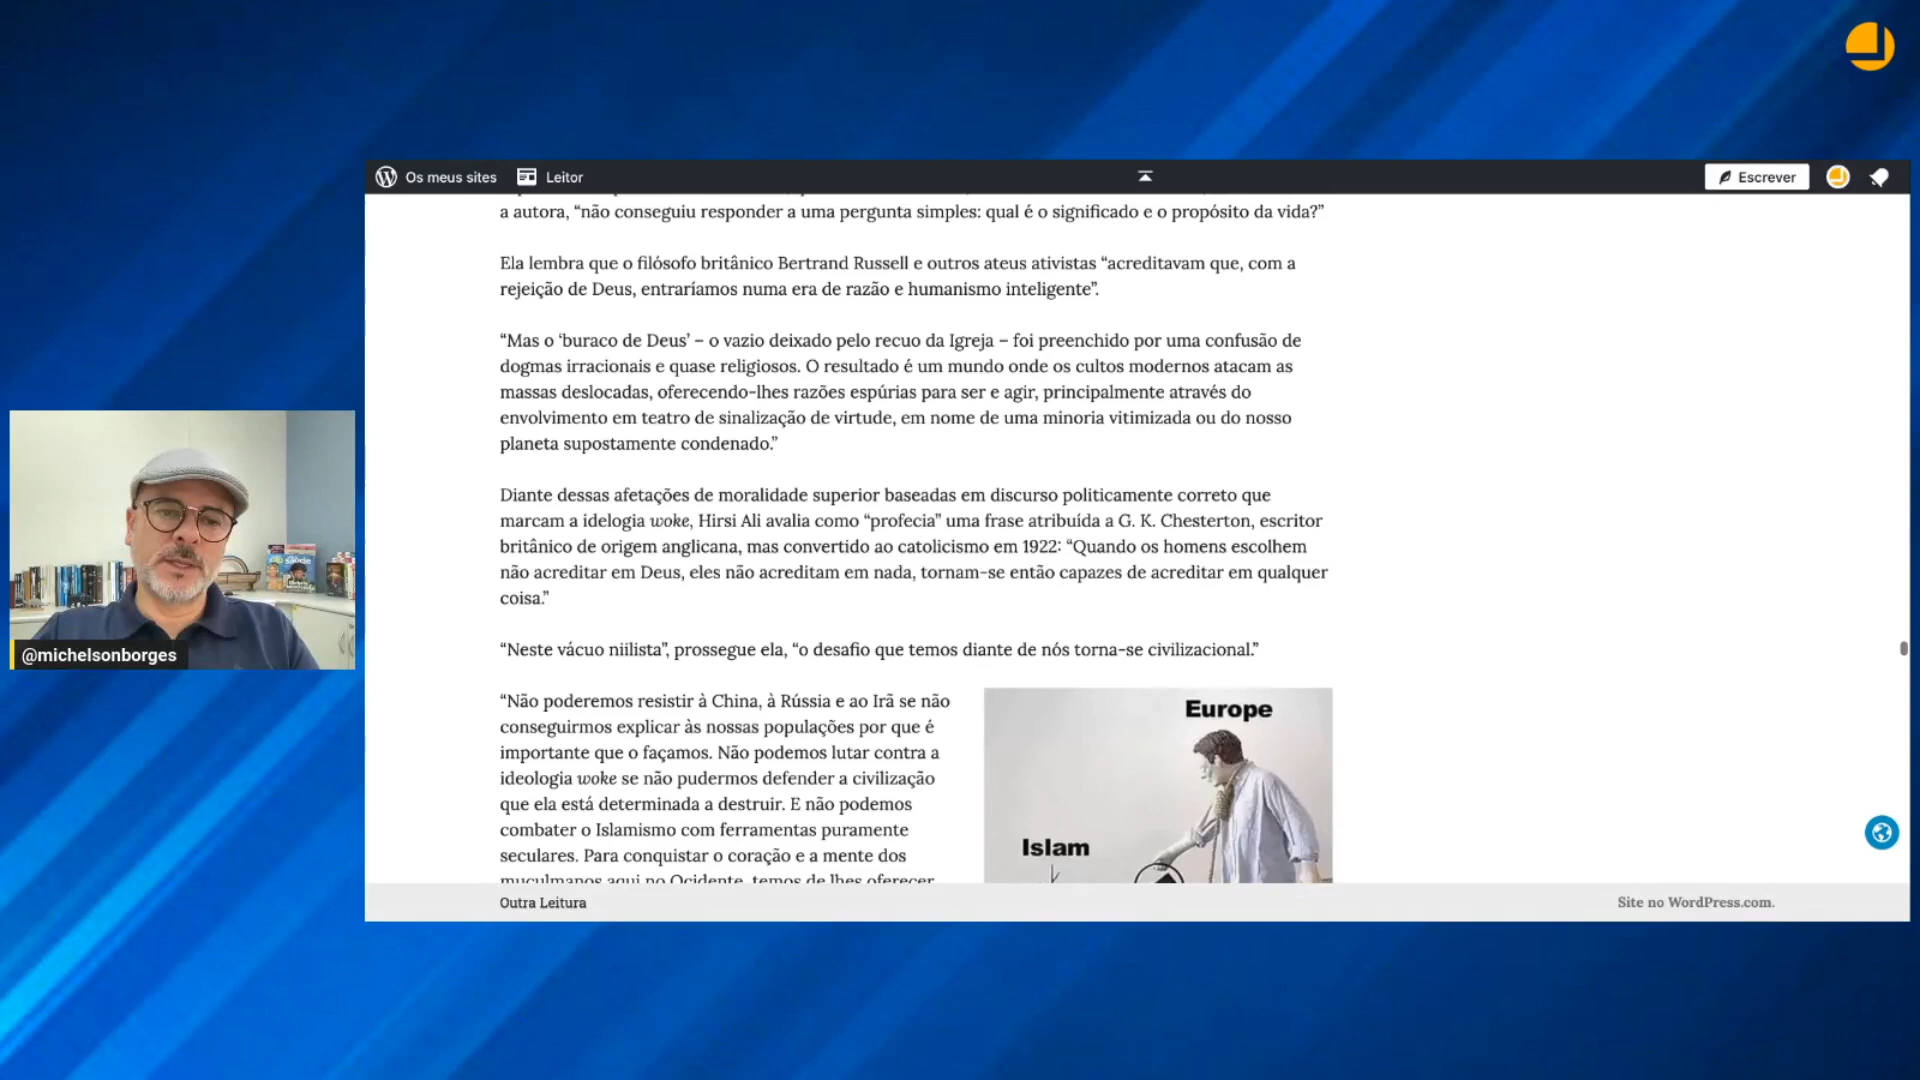 Os meus sites
Leitor
Escrever
a autora, “não conseguiu responder a uma pergunta simples: qual é o significado e o propósito da vida?”
Ela lembra que o filósofo britânico Bertrand Russell e outros ateus ativistas “acreditavam que, com a
rejeição de Deus, entraríamos numa era de razão e humanismo inteligente”.
“Mas o ‘buraco de Deus’ – o vazio deixado pelo recuo da Igreja – foi preenchido por uma confusão de
dogmas irracionais e quase religiosos. O resultado é um mundo onde os cultos modernos atacam as
massas deslocadas, oferecendo-lhes razões espúrias para ser e agir, principalmente através do
envolvimento em teatro de sinalização de virtude, em nome de uma minoria vitimizada ou do nosso
planeta supostamente condenado.”
Diante dessas afetações de moralidade superior baseadas em discurso politicamente correto que
marcam a idelogia woke, Hirsi Ali avalia como “profecia” uma frase atribuída a G. K. Chesterton, escritor
britânico de origem anglicana, mas convertido ao catolicismo em 1922: “Quando os homens escolhem
não acreditar em Deus, eles não acreditam em nada, tornam-se então capazes de acreditar em qualquer
coisa.”
“Neste vácuo niilista”, prossegue ela, “o desafio que temos diante de nós torna-se civilizacional.”
“Não poderemos resistir à China, à Rússia e ao Irã se não
conseguirmos explicar às nossas populações por que é
importante que o façamos. Não podemos lutar contra a
ideologia woke se não pudermos defender a civilização
que ela está determinada a destruir. E não podemos
combater o Islamismo com ferramentas puramente
seculares. Para conquistar o coração e a mente dos
muçulmanos aqui no Ocidente, temos de lhes oferecer
Europe
Islam
Outra Leitura
Site no WordPress.com.
@michelsonborges
saúde